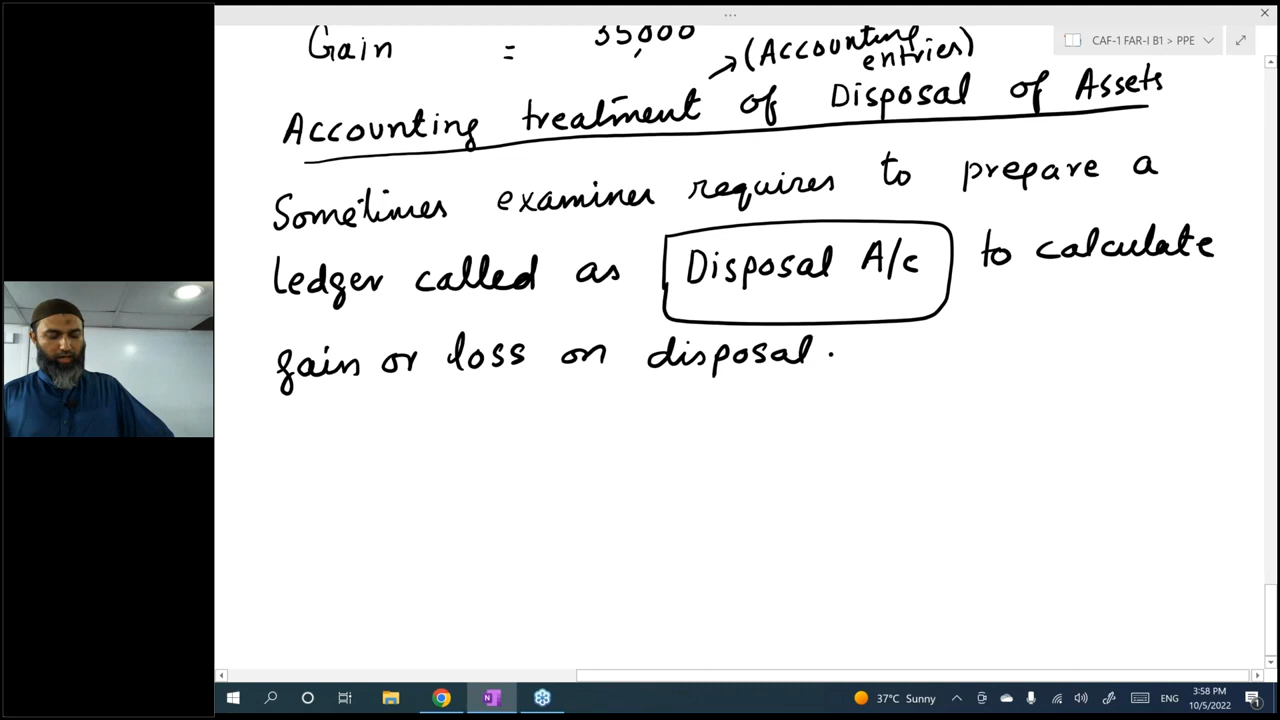 CAF-1 FAR-I B1 > PPE
Gain = 35,000
(Accounting entries)
Accounting treatment of Disposal of Assets
Sometimes examiner requires to prepare a
Ledger called as Disposal A/c to calculate
gain or loss on disposal.
37°C Sunny
ENG
3:58 PM
10/5/2022
1